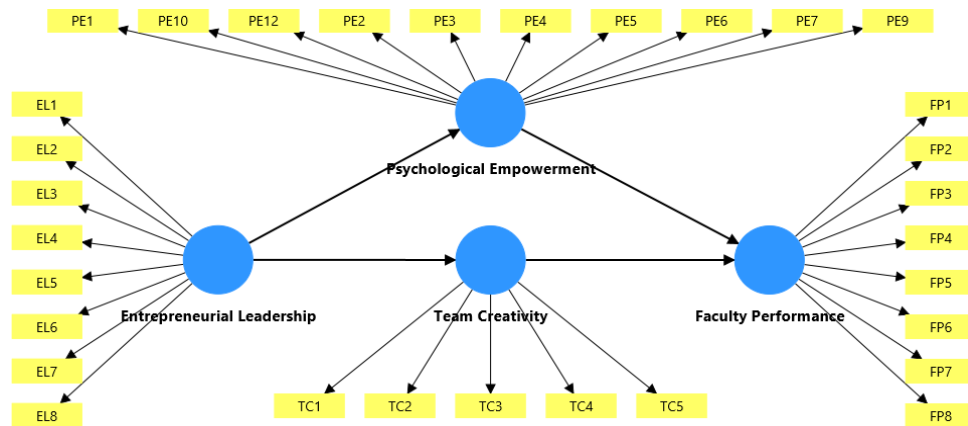 PE1 PE10 PE12 PE2 PE3 PE4 PE5 PE6 PE7 PE9
EL1
EL2
EL3
EL4
EL5
EL6
EL7
EL8
Psychological Empowerment
Entrepreneurial Leadership
Team Creativity
Faculty Performance
TC1 TC2 TC3 TC4 TC5
FP1
FP2
FP3
FP4
FP5
FP6
FP7
FP8